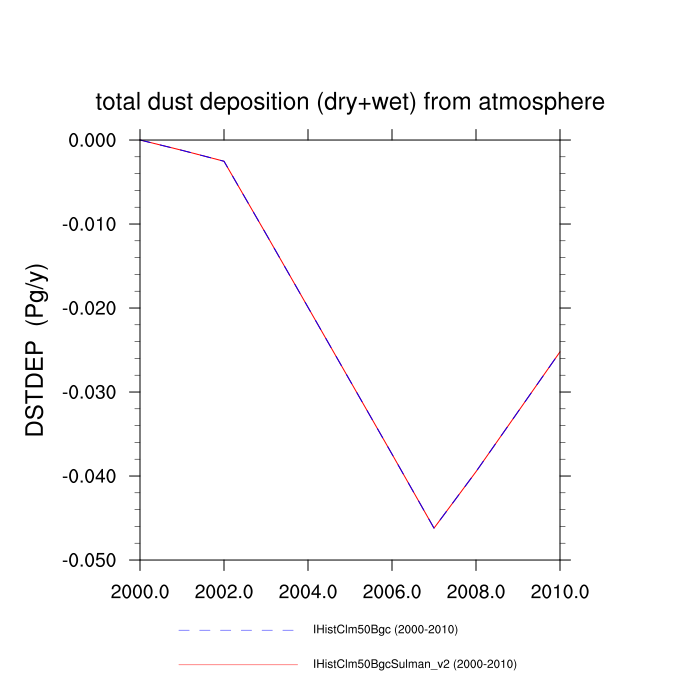 total dust deposition (dry+wet) from atmosphere
0.000
-0.010
-0.020
-0.030
-0.040
-0.050
DSTDEP (Pg/y)
2000.0 2002.0 2004.0 2006.0 2008.0 2010.0
IHistClm50Bgc (2000-2010)
IHistClm50BgcSulman_v2 (2000-2010)